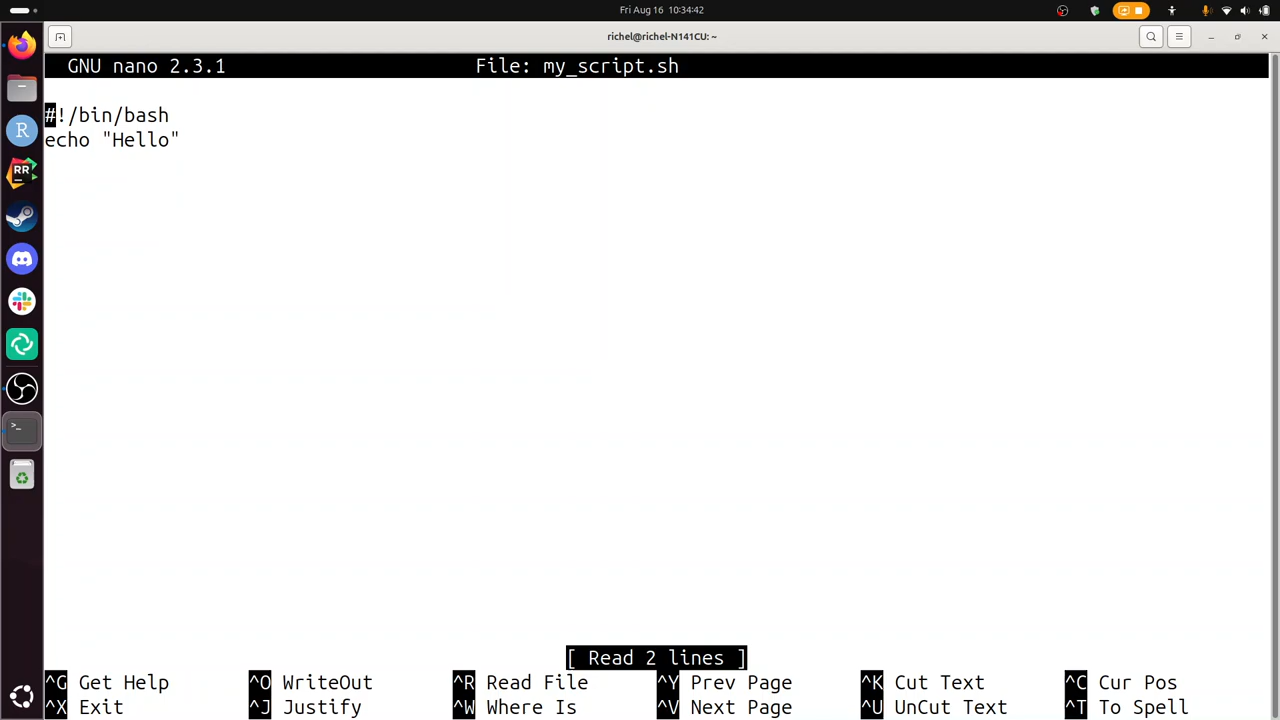 Fri Aug 16 10:34:42
richel@richel-N141CU: ~
GNU nano 2.3.1 File: my_script.sh
#!/bin/bash
echo "Hello"
[ Read 2 lines ]
^G Get Help ^O WriteOut ^R Read File ^Y Prev Page ^K Cut Text ^C Cur Pos
^X Exit ^J Justify ^W Where Is ^V Next Page ^U UnCut Text ^T To Spell
R
RR
>_